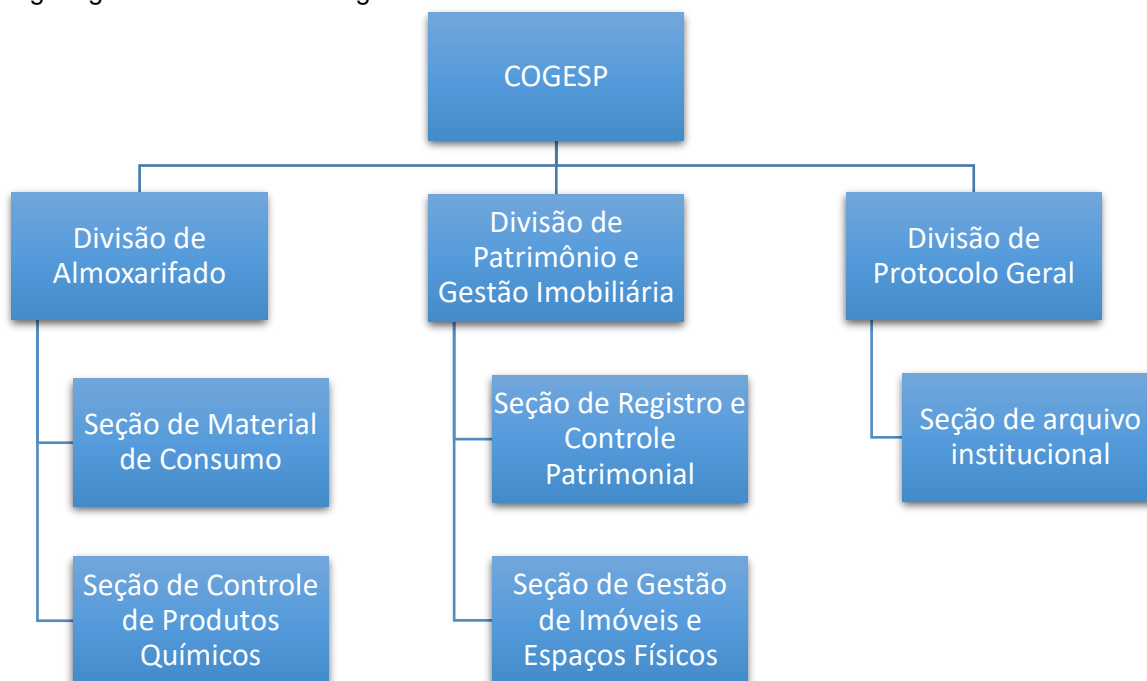 COGESP
Divisão de
Almoxarifado
Seção de Material
de Consumo
Seção de Controle
de Produtos
Químicos
Divisão de
Patrimônio e
Gestão Imobiliária
Seção de Registro e
Controle
Patrimonial
Seção de Gestão
de Imóveis e
Espaços Físicos
Divisão de
Protocolo Geral
Seção de arquivo
institucional